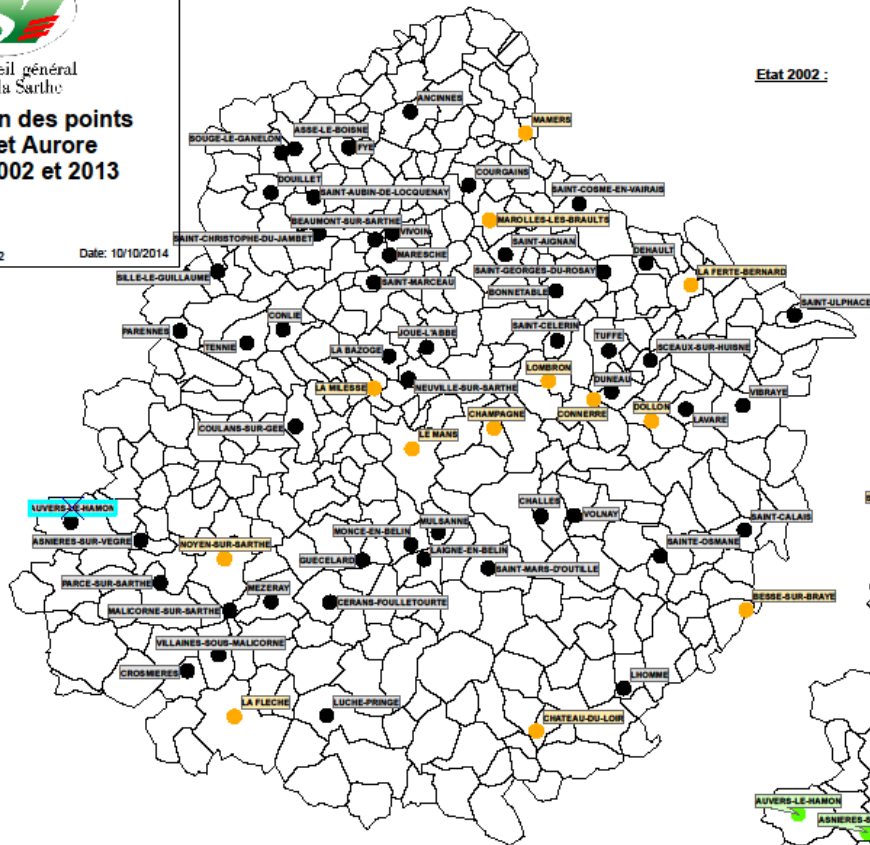 eil général
la Sarthe
n des points
et Aurore
002 et 2013
2 Date: 10/10/2014
Etat 2002 :
ANCINNES
MAMERS
ASSE-LE-BOISNE
SOUGE-LE-GANELON
FYE
COURGAINS
DOUILLET
SAINT-AUBIN-DE-LOCQUENAY
SAINT-COSME-EN-VAIRAIS
BEAUMONT-SUR-SARTHE
MAROLLES-LES-BRAULTS
VIVOIN
SAINT-CHRISTOPHE-DU-JAMBET
SAINT-AIGNAN
DEHAULT
MARESCHE
SAINT-GEORGES-DU-ROSAY
LA FERTE-BERNARD
SILLE-LE-GUILLAUME
SAINT-MARCEAU
BONNETABLE
SAINT-ULPHACE
CONLIE
PARENNES
JOUE-L'ABBE
SAINT-CELERIN
TUFFE
TENNIE
LA BAZOGE
SCEAUX-SUR-HUISNE
LOMBRON
DUNEAU
LA MILESSE
NEUVILLE-SUR-SARTHE
VIBRAYE
CHAMPAGNE
CONNERRE
DOLLON
LAVARE
COULANS-SUR-GEE
LE MANS
CHALLES
AUVERS-LE-HAMON
VOLNAY
SAINT-CALAIS
MULSANNE
MONCE-EN-BELIN
ASNIERES-SUR-VEGRE
NOYEN-SUR-SARTHE
SAINTE-OSMANE
LAIGNE-EN-BELIN
GUECELARD
SAINT-MARS-D'OUTILLE
PARCE-SUR-SARTHE
MEZERAY
BESSE-SUR-BRAYE
CERANS-FOULLETOURTE
MALICORNE-SUR-SARTHE
VILLAINES-SOUS-MALICORNE
CROSMIERES
LHOMME
LA FLECHE
LUCHE-PRINGE
CHATEAU-DU-LOIR
AUVERS-LE-HAMON
ASNIERES-S